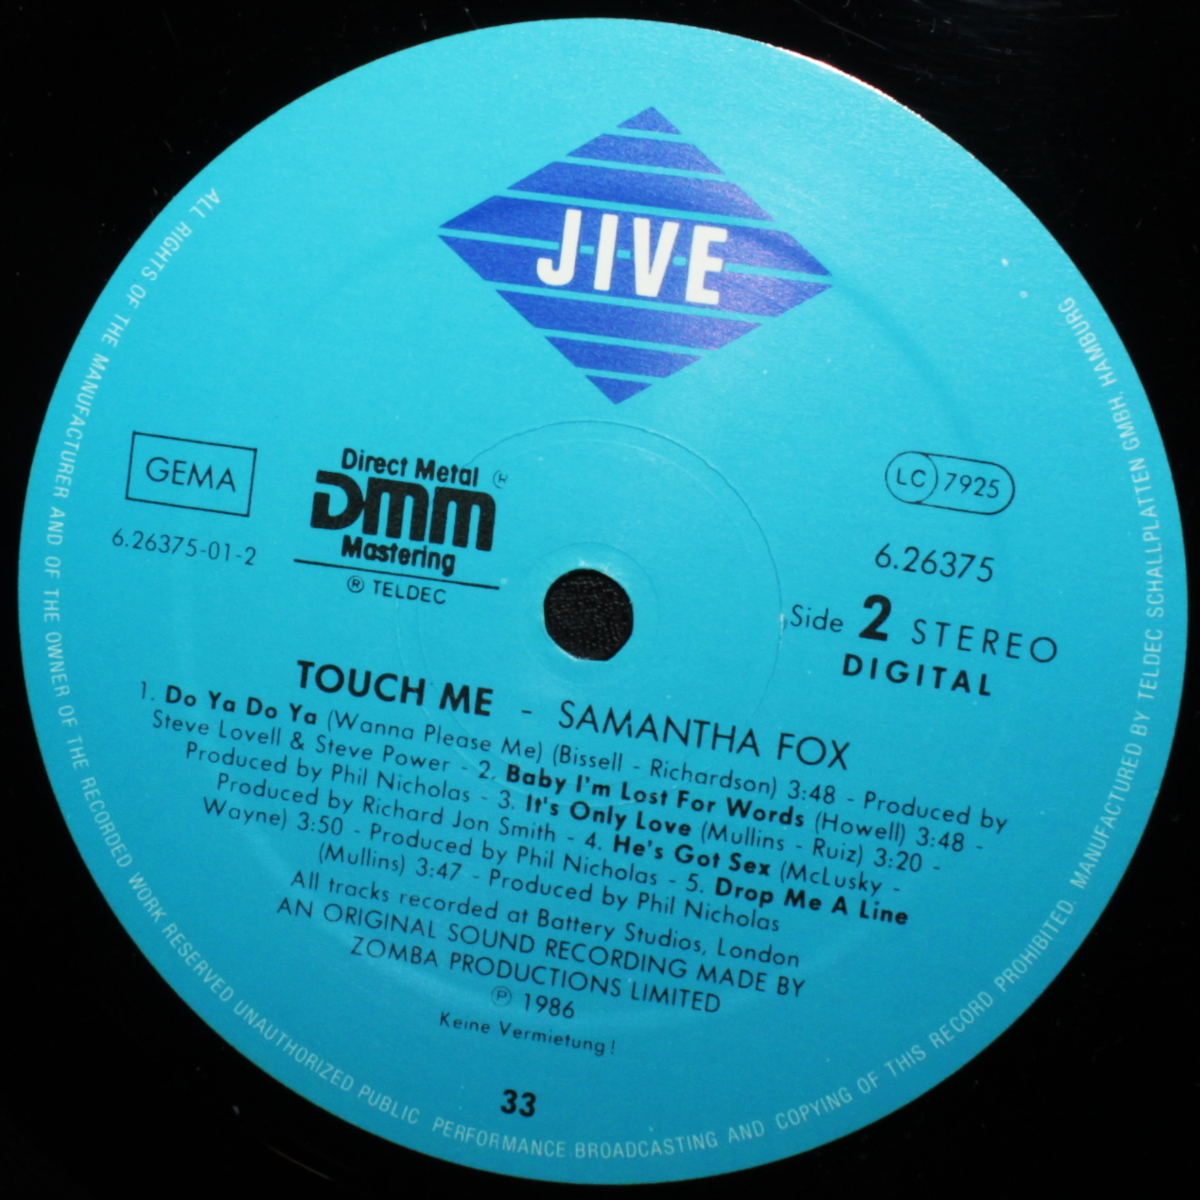 JIVE
GEMA
6.26375-01-2
Direct Metal
DMM
Mastering
® TELDEC
LC 7925
6.26375
Side 2 STEREO
DIGITAL
TOUCH ME - SAMANTHA FOX
1. Do Ya Do Ya (Wanna Please Me) (Bissell - Richardson) 3:48 - Produced by
Steve Lovell & Steve Power - 2. Baby I'm Lost For Words (Howell) 3:48 -
Produced by Phil Nicholas - 3. It's Only Love (Mullins - Ruiz) 3:20 -
Produced by Richard Jon Smith - 4. He's Got Sex (McLusky -
Wayne) 3:50 - Produced by Phil Nicholas - 5. Drop Me A Line
(Mullins) 3:47 - Produced by Phil Nicholas
All tracks recorded at Battery Studios, London
AN ORIGINAL SOUND RECORDING MADE BY
ZOMBA PRODUCTIONS LIMITED
℗ 1986
Keine Vermietung!
33
ALL RIGHTS OF THE MANUFACTURER AND OF THE OWNER OF THE RECORDED WORK RESERVED UNAUTHORIZED PUBLIC PERFORMANCE BROADCASTING AND COPYING OF THIS RECORD PROHIBITED. MANUFACTURED BY TELDEC SCHALLPLATTEN GMBH, HAMBURG